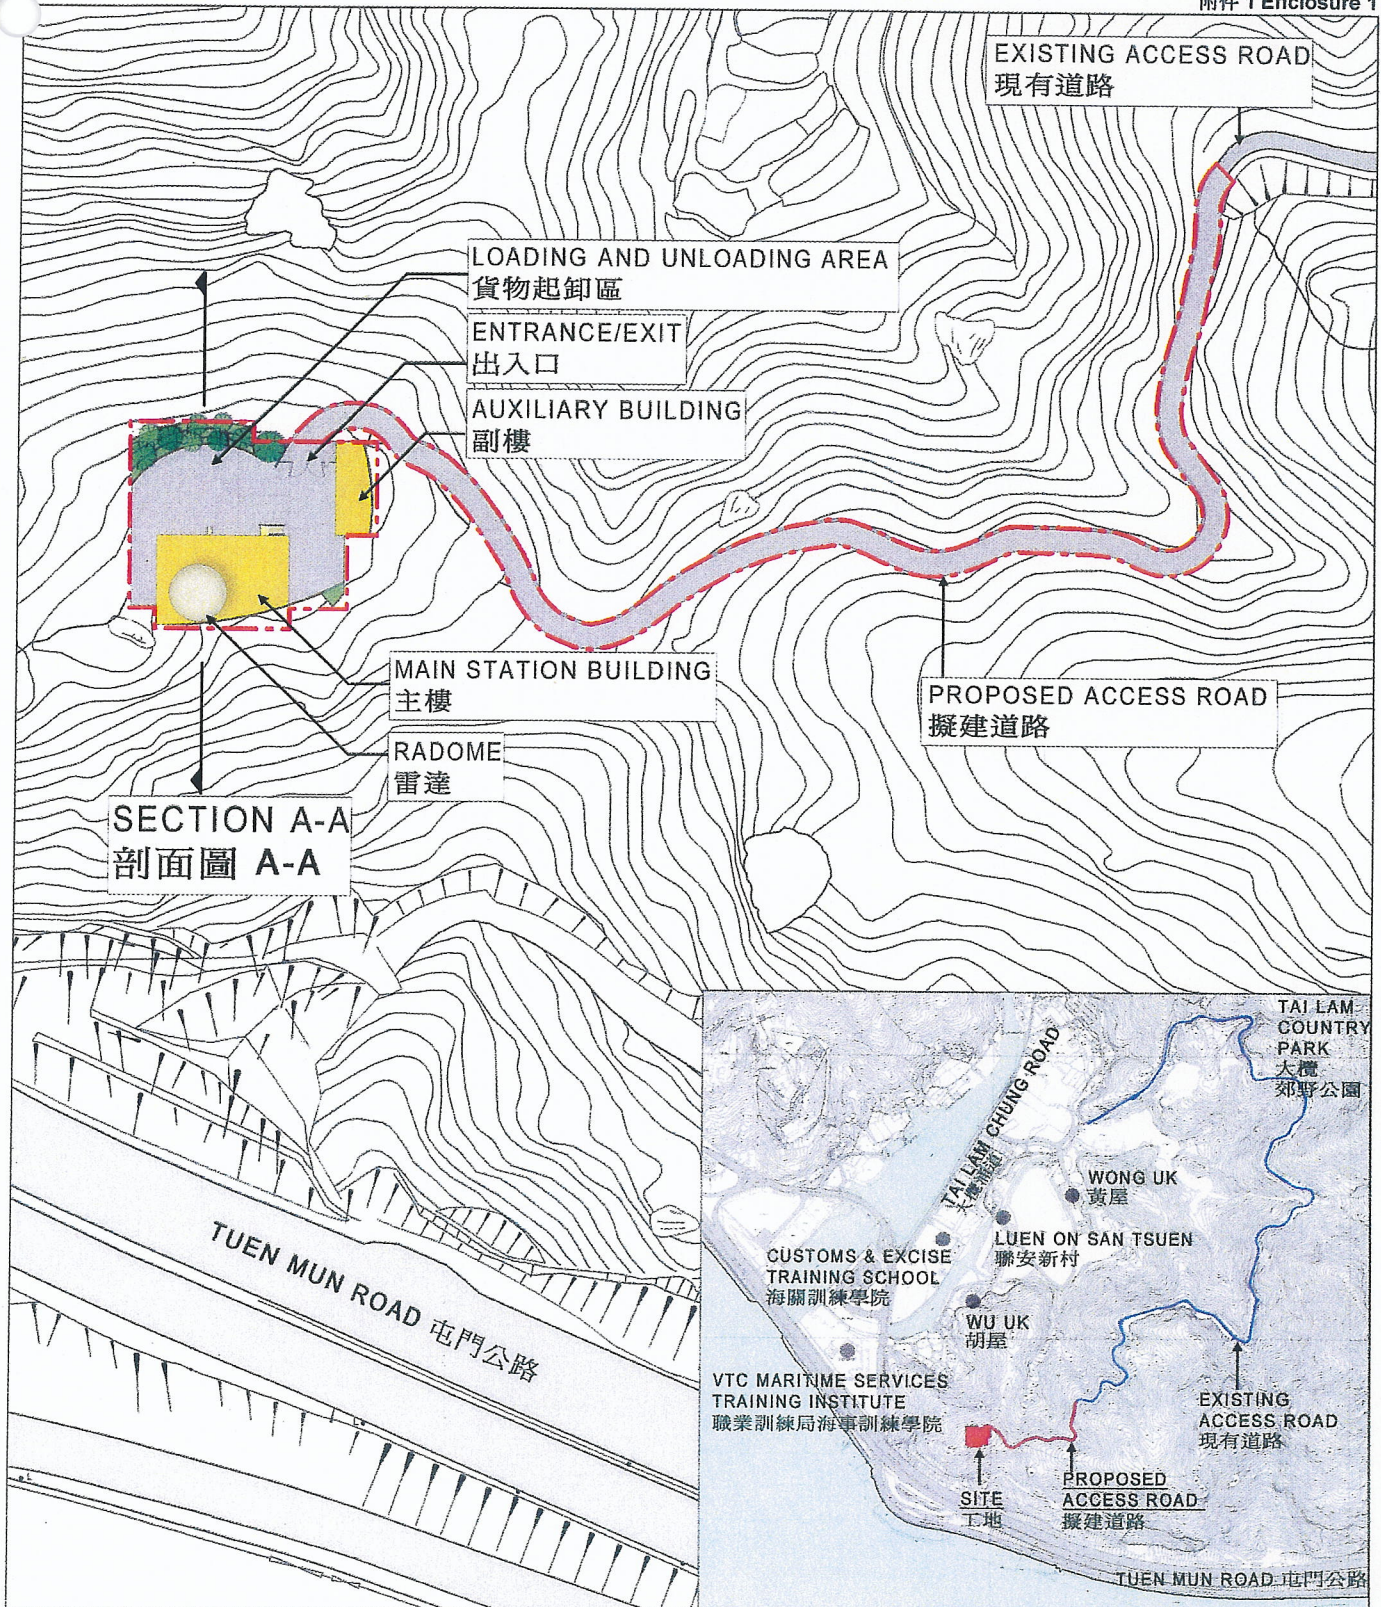 附件 1 Enclosure 1
EXISTING ACCESS ROAD
現有道路
LOADING AND UNLOADING AREA
貨物起卸區
ENTRANCE/EXIT
出入口
AUXILIARY BUILDING
副樓
MAIN STATION BUILDING
主樓
PROPOSED ACCESS ROAD
擬建道路
RADOME
雷達
SECTION A-A
剖面圖 A-A
TUEN MUN ROAD 屯門公路
TAI LAM
COUNTRY
PARK
大欖
郊野公園
TAI LAM CHUNG ROAD
大欖涌道
WONG UK
黃屋
LUEN ON SAN TSUEN
聯安新村
CUSTOMS & EXCISE
TRAINING SCHOOL
海關訓練學院
WU UK
胡屋
VTC MARITIME SERVICES
TRAINING INSTITUTE
職業訓練局海事訓練學院
EXISTING
ACCESS ROAD
現有道路
SITE
工地
PROPOSED
ACCESS ROAD
擬建道路
TUEN MUN ROAD 屯門公路